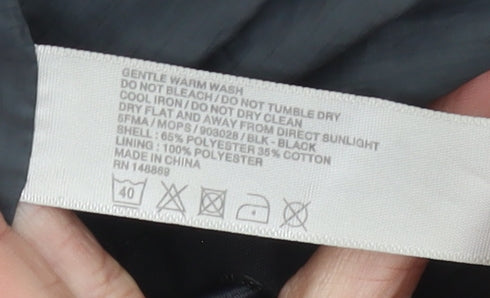 GENTLE WARM WASH
DO NOT BLEACH / DO NOT TUMBLE DRY
COOL IRON / DO NOT DRY CLEAN
DRY FLAT AND AWAY FROM DIRECT SUNLIGHT
5FMA / MOPS / 903028 / BLK - BLACK
SHELL : 65% POLYESTER 35% COTTON
LINING : 100% POLYESTER
MADE IN CHINA
RN 146869
40